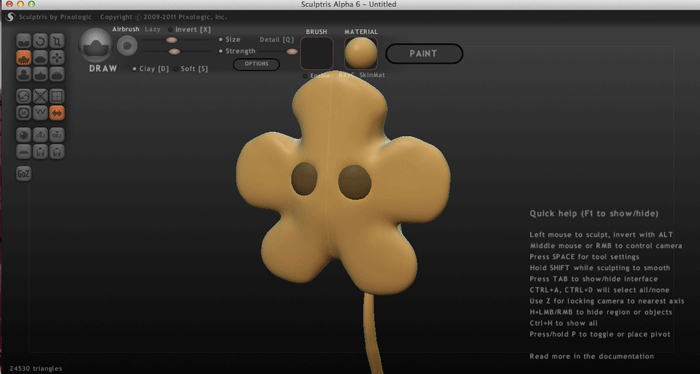 Sculptris Alpha 6 - Untitled
Sculptris by Pixologic Copyright © 2009-2011 Pixologic, Inc.
Airbrush Lazy Invert [X]
BRUSH MATERIAL
Size Detail [Q]
Strength
PAINT
DRAW Clay [D] Soft [S] OPTIONS
Enable SkinMat
GoZ
Quick help (F1 to show/hide)
Left mouse to sculpt, invert with ALT
Middle mouse or RMB to control camera
Press SPACE for tool settings
Hold SHIFT while sculpting to smooth
Press TAB to show/hide interface
CTRL+A, CTRL+D will select all/none
Use Z for locking camera to nearest axis
H+LMB/RMB to hide region or objects
Ctrl+H to show all
Press/hold P to toggle or place pivot
Read more in the documentation
24530 triangles